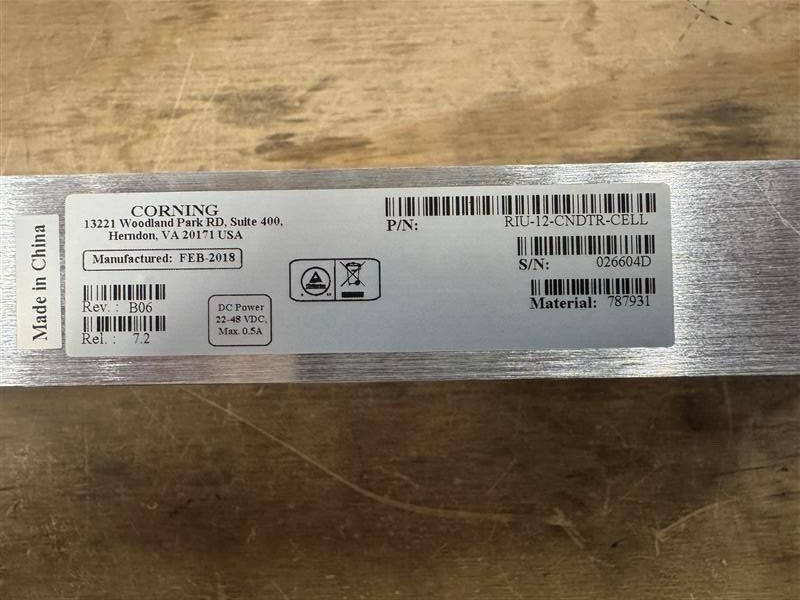 Made in China
CORNING
13221 Woodland Park RD, Suite 400,
Herndon, VA 20171 USA
Manufactured: FEB-2018
Rev. : B06
Rel. : 7.2
DC Power
22-48 VDC,
Max. 0.5A
P/N: RIU-12-CNDTR-CELL
S/N: 026604D
Material: 787931